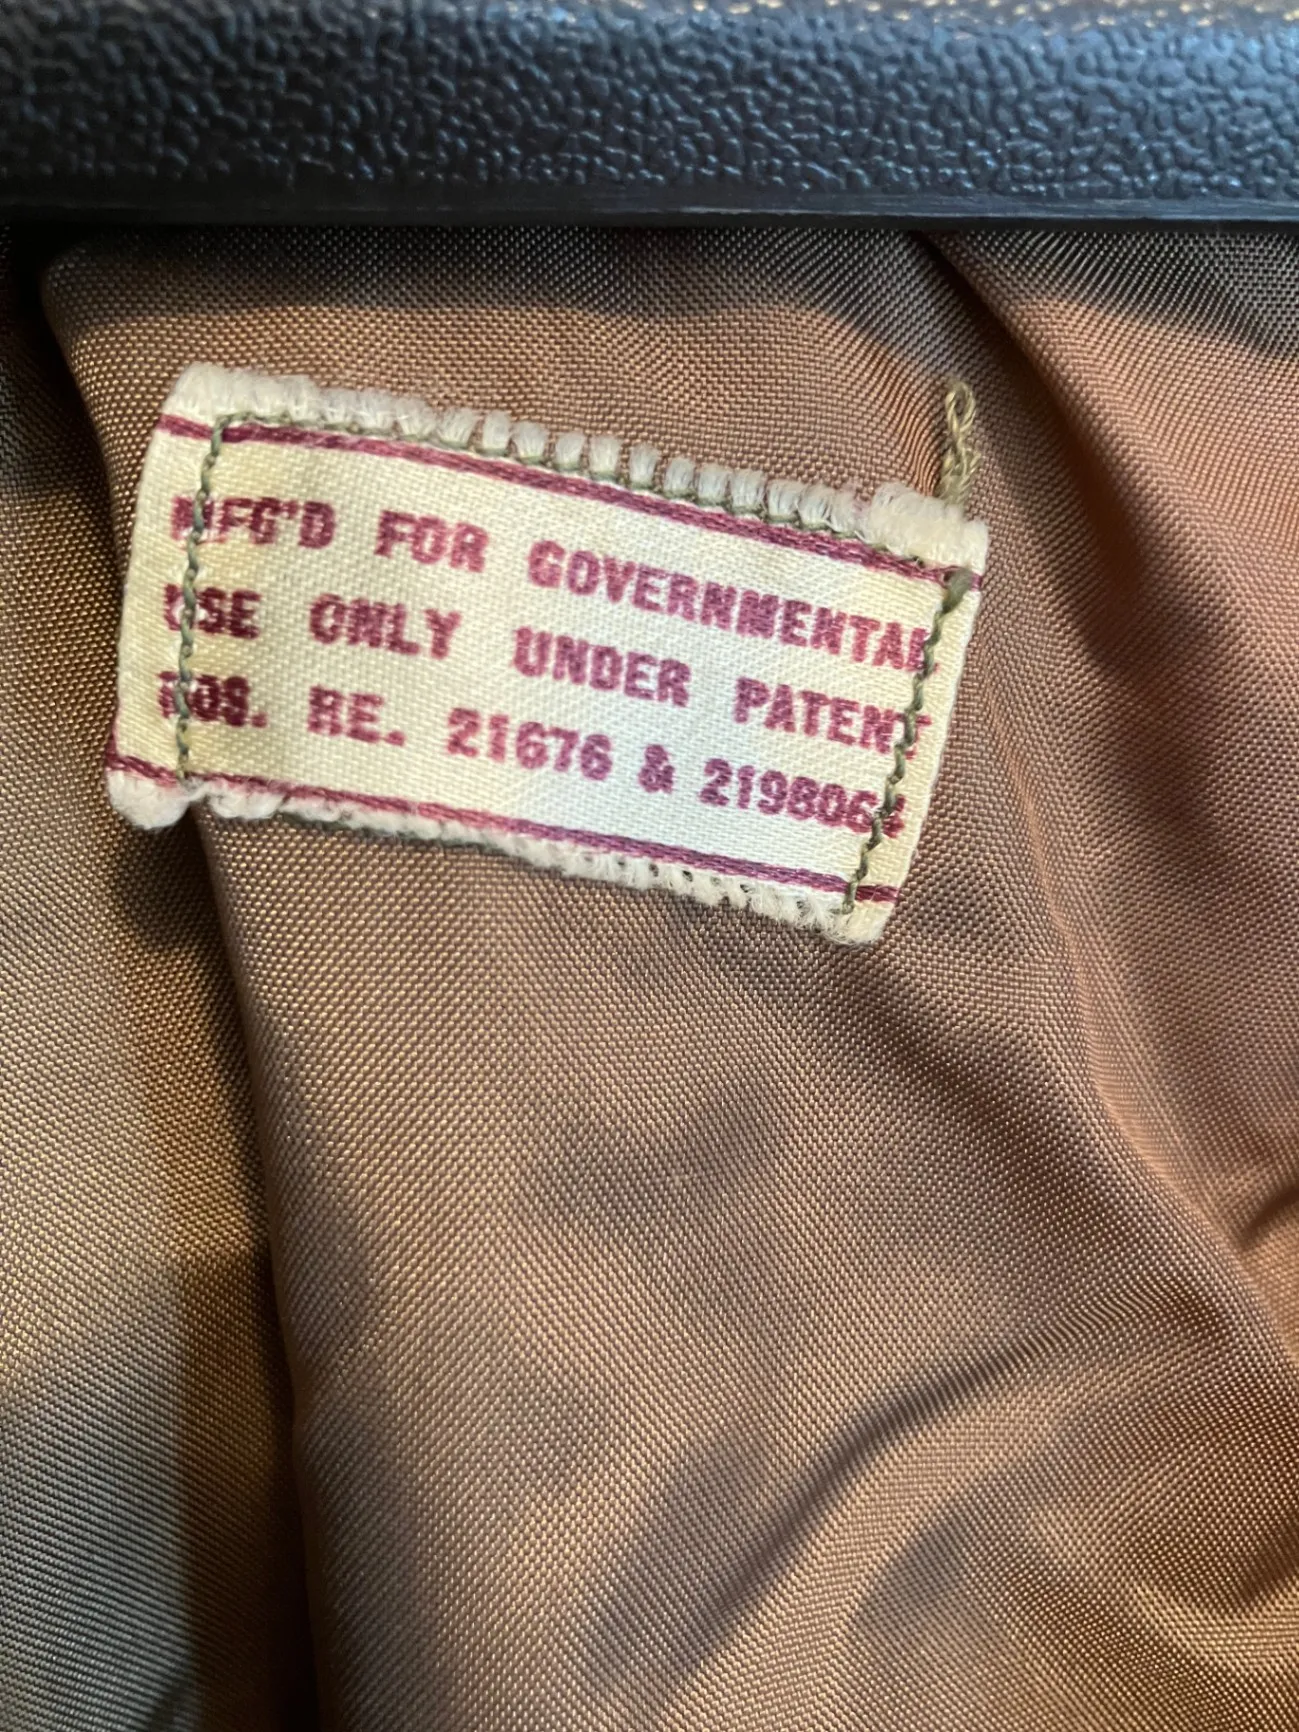 MFG'D FOR GOVERNMENTAL
USE ONLY UNDER PATENT
NOS. RE. 21676 & 2198064